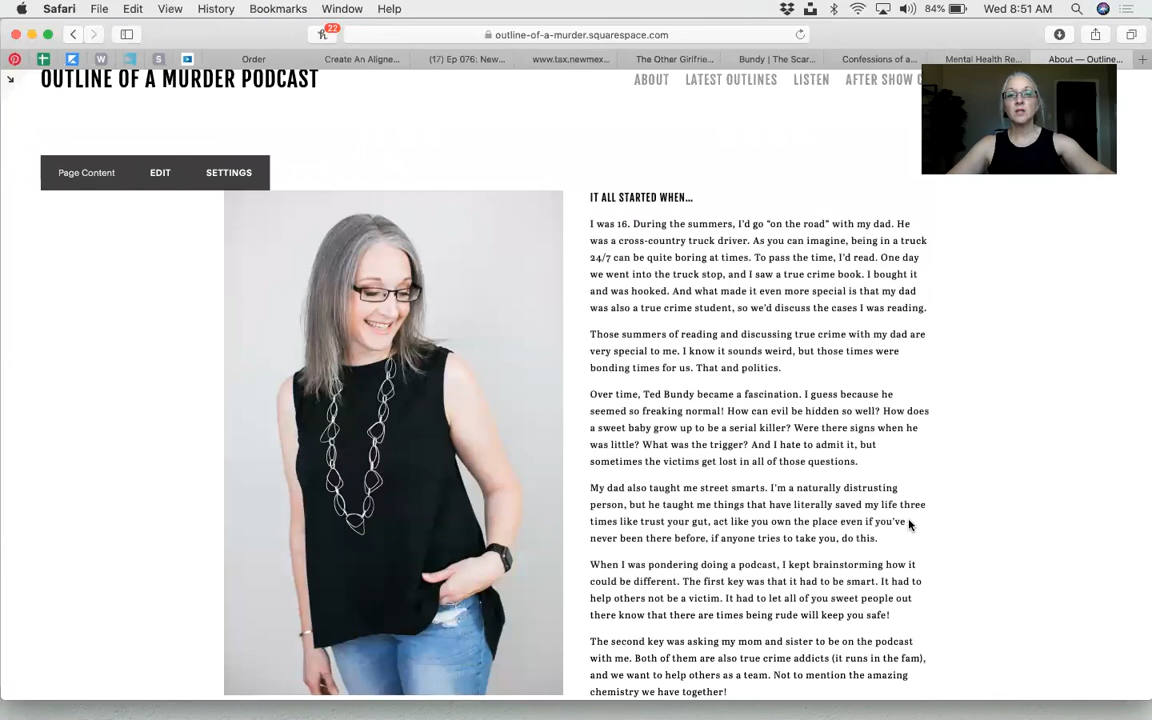 Safari File Edit View History Bookmarks Window Help 84% Wed 8:51 AM
22
outline-of-a-murder.squarespace.com
W S Order Create An Aligne... (17) Ep 076: New... www.tax.newmex... The Other Girlfrie... Bundy | The Scar... Confessions of a... Mental Health Re... About — Outline...
OUTLINE OF A MURDER PODCAST
ABOUT LATEST OUTLINES LISTEN AFTER SHOW C
Page Content EDIT SETTINGS
IT ALL STARTED WHEN...
I was 16. During the summers, I'd go "on the road" with my dad. He
was a cross-country truck driver. As you can imagine, being in a truck
24/7 can be quite boring at times. To pass the time, I'd read. One day
we went into the truck stop, and I saw a true crime book. I bought it
and was hooked. And what made it even more special is that my dad
was also a true crime student, so we'd discuss the cases I was reading.
Those summers of reading and discussing true crime with my dad are
very special to me. I know it sounds weird, but those times were
bonding times for us. That and politics.
Over time, Ted Bundy became a fascination. I guess because he
seemed so freaking normal! How can evil be hidden so well? How does
a sweet baby grow up to be a serial killer? Were there signs when he
was little? What was the trigger? And I hate to admit it, but
sometimes the victims get lost in all of those questions.
My dad also taught me street smarts. I'm a naturally distrusting
person, but he taught me things that have literally saved my life three
times like trust your gut, act like you own the place even if you've
never been there before, if anyone tries to take you, do this.
When I was pondering doing a podcast, I kept brainstorming how it
could be different. The first key was that it had to be smart. It had to
help others not be a victim. It had to let all of you sweet people out
there know that there are times being rude will keep you safe!
The second key was asking my mom and sister to be on the podcast
with me. Both of them are also true crime addicts (it runs in the fam),
and we want to help others as a team. Not to mention the amazing
chemistry we have together!